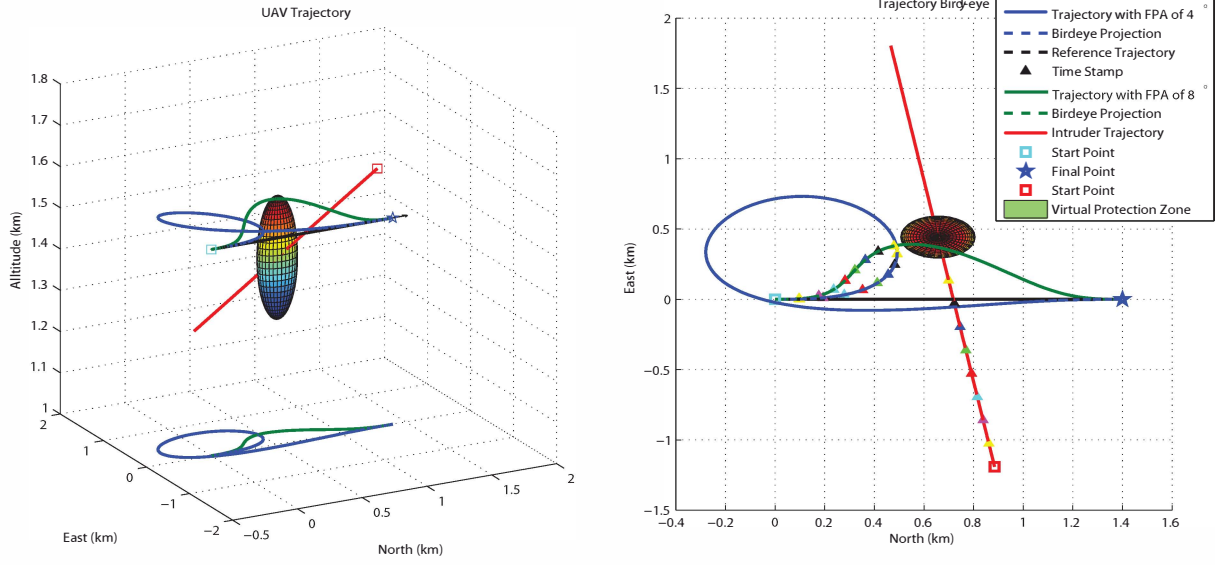 UAV Trajectory
Allltitude (km)
1.8
1.7
1.6
1.5
1.4
1.3
1.2
1.1
1
2
1
0
−1
−2
East (km)
−0.5
0
0.5
1
1.5
2
North (km)
Trajectory Bird-eye
East (km)
2
1.5
1
0.5
0
−0.5
−1
−1.5
−0.4
−0.2
0
0.2
0.4
0.6
0.8
1
1.2
1.4
1.6
North (km)
Trajectory with FPA of 4 °
Birdeye Projection
Reference Trajectory
Time Stamp
Trajectory with FPA of 8 °
Birdeye Projection
Intruder Trajectory
Start Point
Final Point
Start Point
Virtual Protection Zone